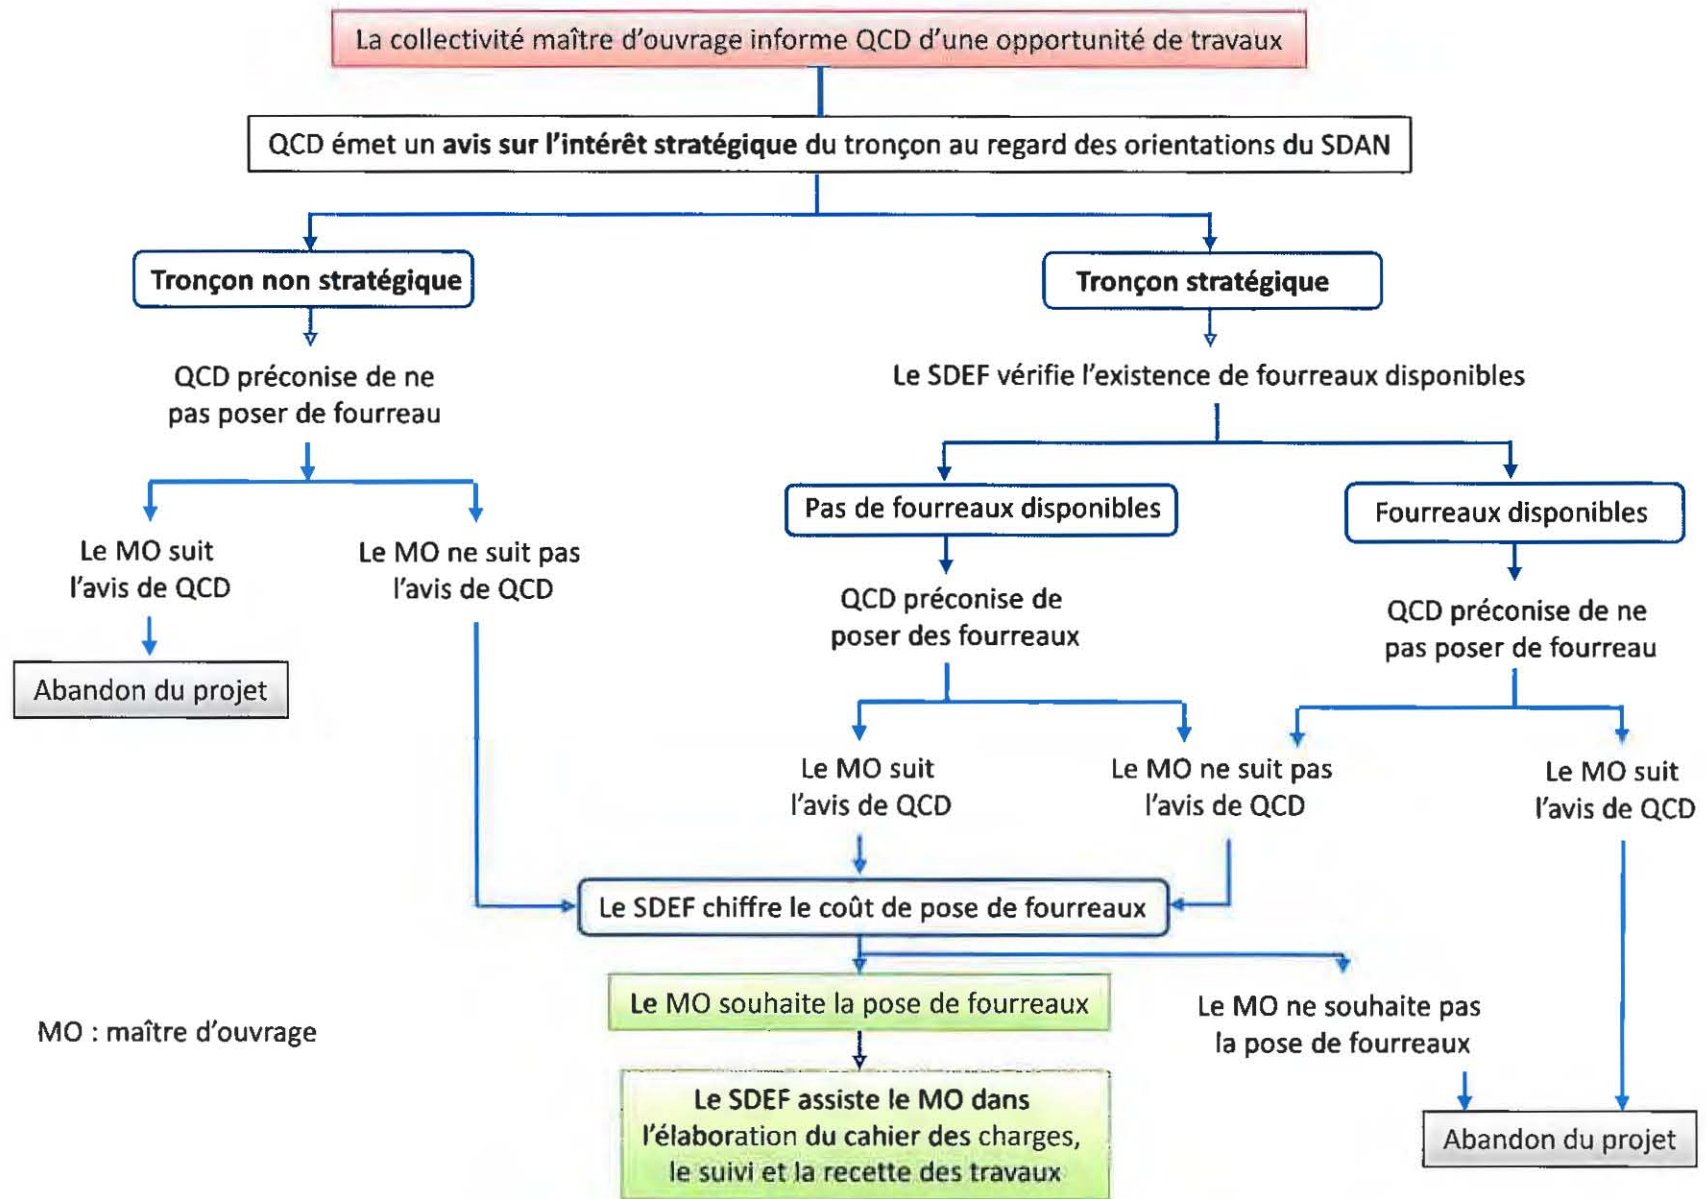 La collectivité maître d'ouvrage informe QCD d'une opportunité de travaux
QCD émet un avis sur l'intérêt stratégique du tronçon au regard des orientations du SDAN
Tronçon non stratégique
Tronçon stratégique
QCD préconise de ne
pas poser de fourreau
Le SDEF vérifie l'existence de fourreaux disponibles
Pas de fourreaux disponibles
Fourreaux disponibles
Le MO suit
l'avis de QCD
Le MO ne suit pas
l'avis de QCD
QCD préconise de
poser des fourreaux
QCD préconise de ne
pas poser de fourreau
Abandon du projet
Le MO suit
l'avis de QCD
Le MO ne suit pas
l'avis de QCD
Le MO suit
l'avis de QCD
Le SDEF chiffre le coût de pose de fourreaux
Le MO souhaite la pose de fourreaux
Le MO ne souhaite pas
la pose de fourreaux
MO : maître d'ouvrage
Le SDEF assiste le MO dans
l'élaboration du cahier des charges,
le suivi et la recette des travaux
Abandon du projet